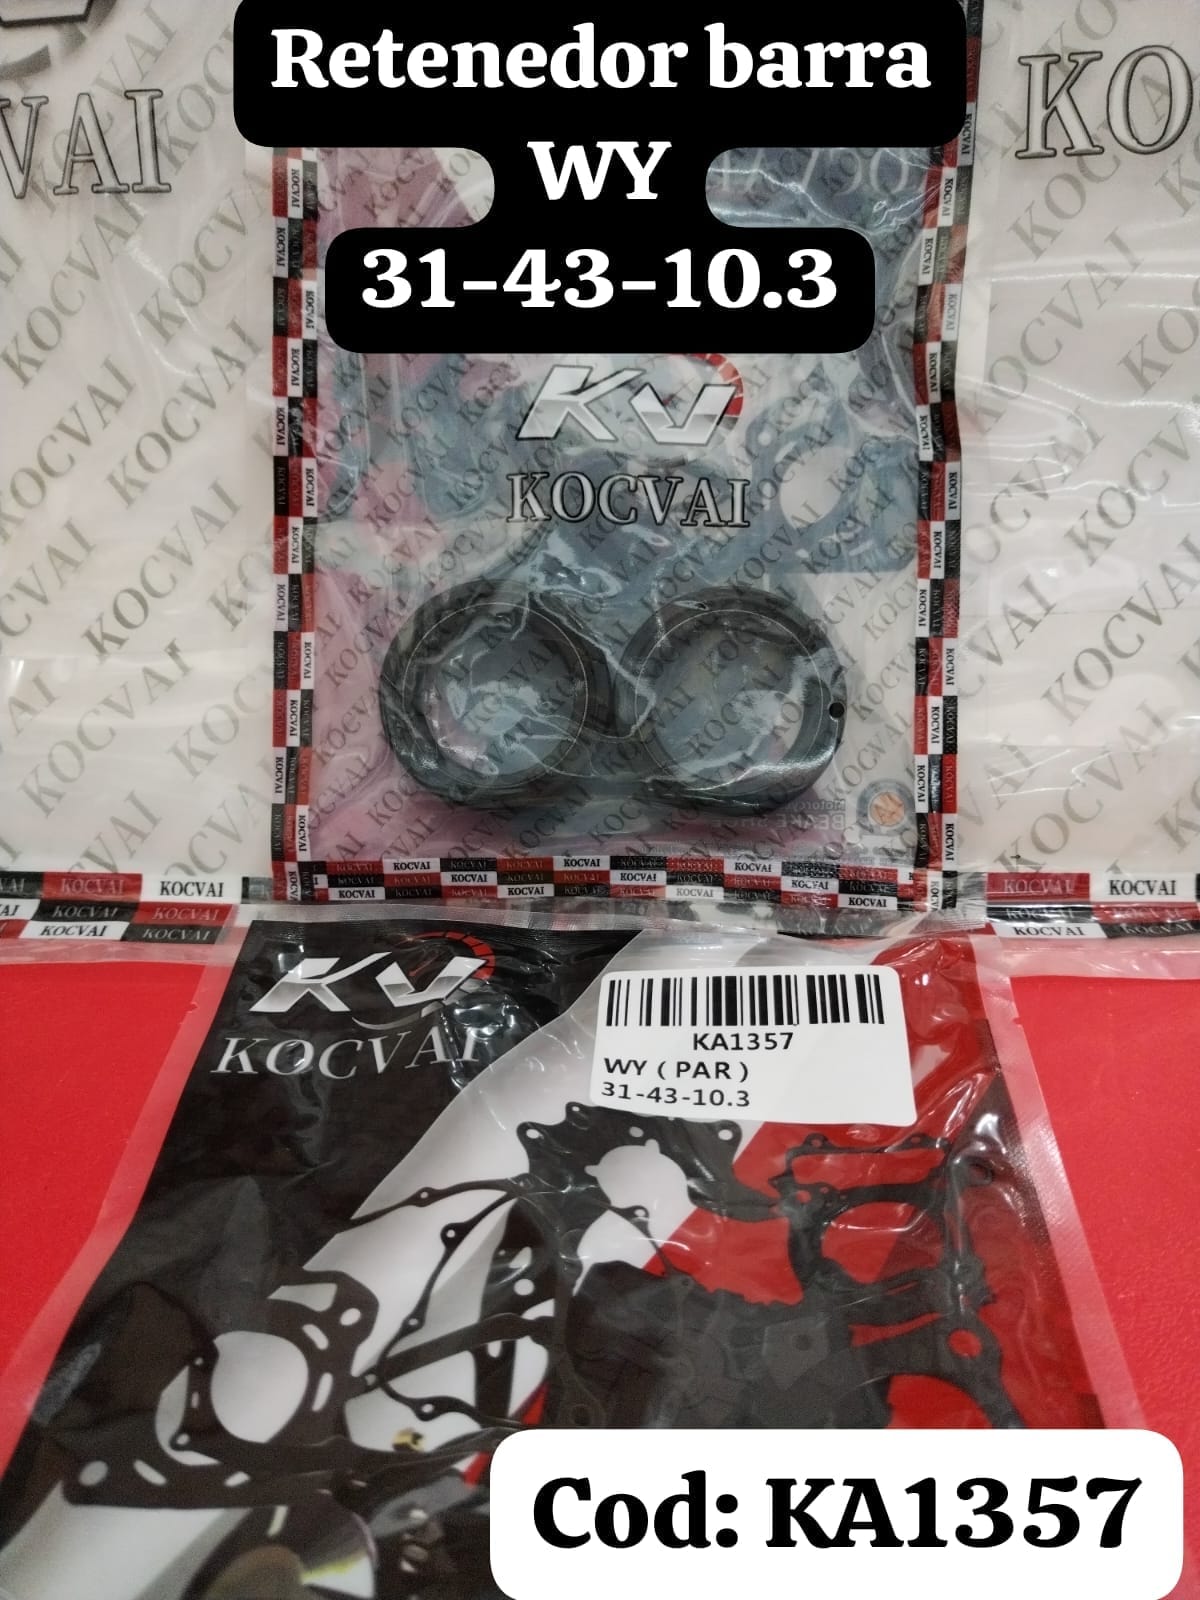 Retenedor barra
WY
31-43-10.3
KV
KOCVAI
KV
KOCVAI
KA1357
WY ( PAR )
31-43-10.3
Cod: KA1357